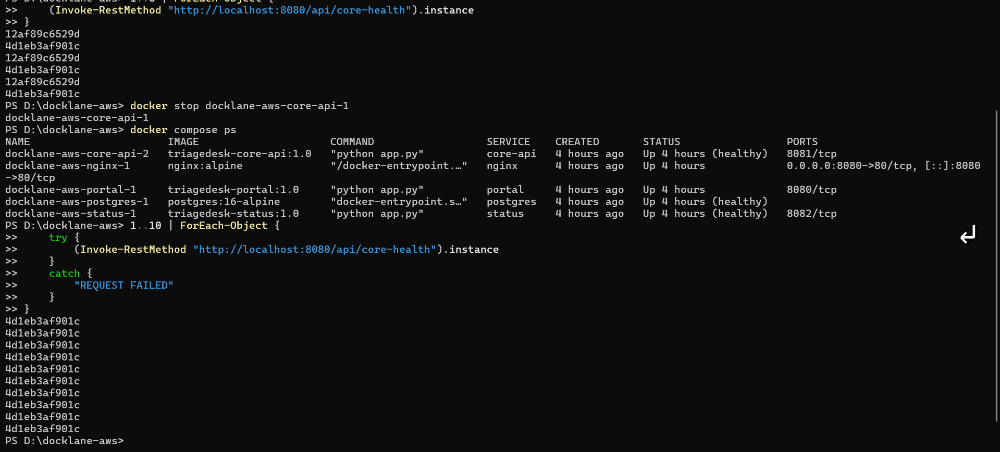 PS D:\docklane-aws> 1..6 | ForEach-Object {
>>     (Invoke-RestMethod "http://localhost:8080/api/core-health").instance
>> }
12af89c6529d
4d1eb3af901c
12af89c6529d
4d1eb3af901c
12af89c6529d
4d1eb3af901c
PS D:\docklane-aws> docker stop docklane-aws-core-api-1
docklane-aws-core-api-1
PS D:\docklane-aws> docker compose ps
NAME                      IMAGE                     COMMAND                  SERVICE    CREATED       STATUS                 PORTS
docklane-aws-core-api-2   triagedesk-core-api:1.0   "python app.py"          core-api   4 hours ago   Up 4 hours (healthy)   8081/tcp
docklane-aws-nginx-1      nginx:alpine              "/docker-entrypoint.…"   nginx      4 hours ago   Up 4 hours             0.0.0.0:8080->80/tcp, [::]:8080
->80/tcp
docklane-aws-portal-1     triagedesk-portal:1.0     "python app.py"          portal     4 hours ago   Up 4 hours             8080/tcp
docklane-aws-postgres-1   postgres:16-alpine        "docker-entrypoint.s…"   postgres   4 hours ago   Up 4 hours (healthy)
docklane-aws-status-1     triagedesk-status:1.0     "python app.py"          status     4 hours ago   Up 4 hours (healthy)   8082/tcp
PS D:\docklane-aws> 1..10 | ForEach-Object {
>>     try {
>>         (Invoke-RestMethod "http://localhost:8080/api/core-health").instance
>>     }
>>     catch {
>>         "REQUEST FAILED"
>>     }
>> }
4d1eb3af901c
4d1eb3af901c
4d1eb3af901c
4d1eb3af901c
4d1eb3af901c
4d1eb3af901c
4d1eb3af901c
4d1eb3af901c
4d1eb3af901c
4d1eb3af901c
PS D:\docklane-aws>